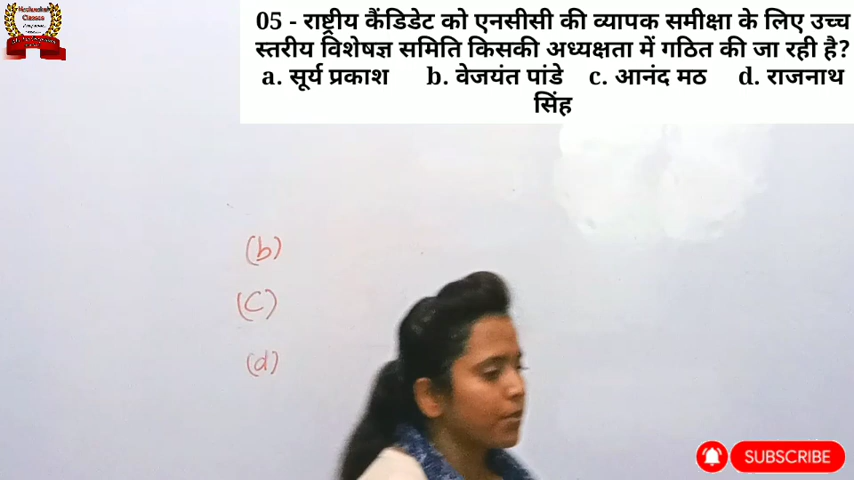 05 - राष्ट्रीय कैंडिडेट को एनसीसी की व्यापक समीक्षा के लिए उच्च
स्तरीय विशेषज्ञ समिति किसकी अध्यक्षता में गठित की जा रही है?
a. सूर्य प्रकाश b. वेजयंत पांडे c. आनंद मठ d. राजनाथ
सिंह
(b)
(c)
(d)
SUBSCRIBE